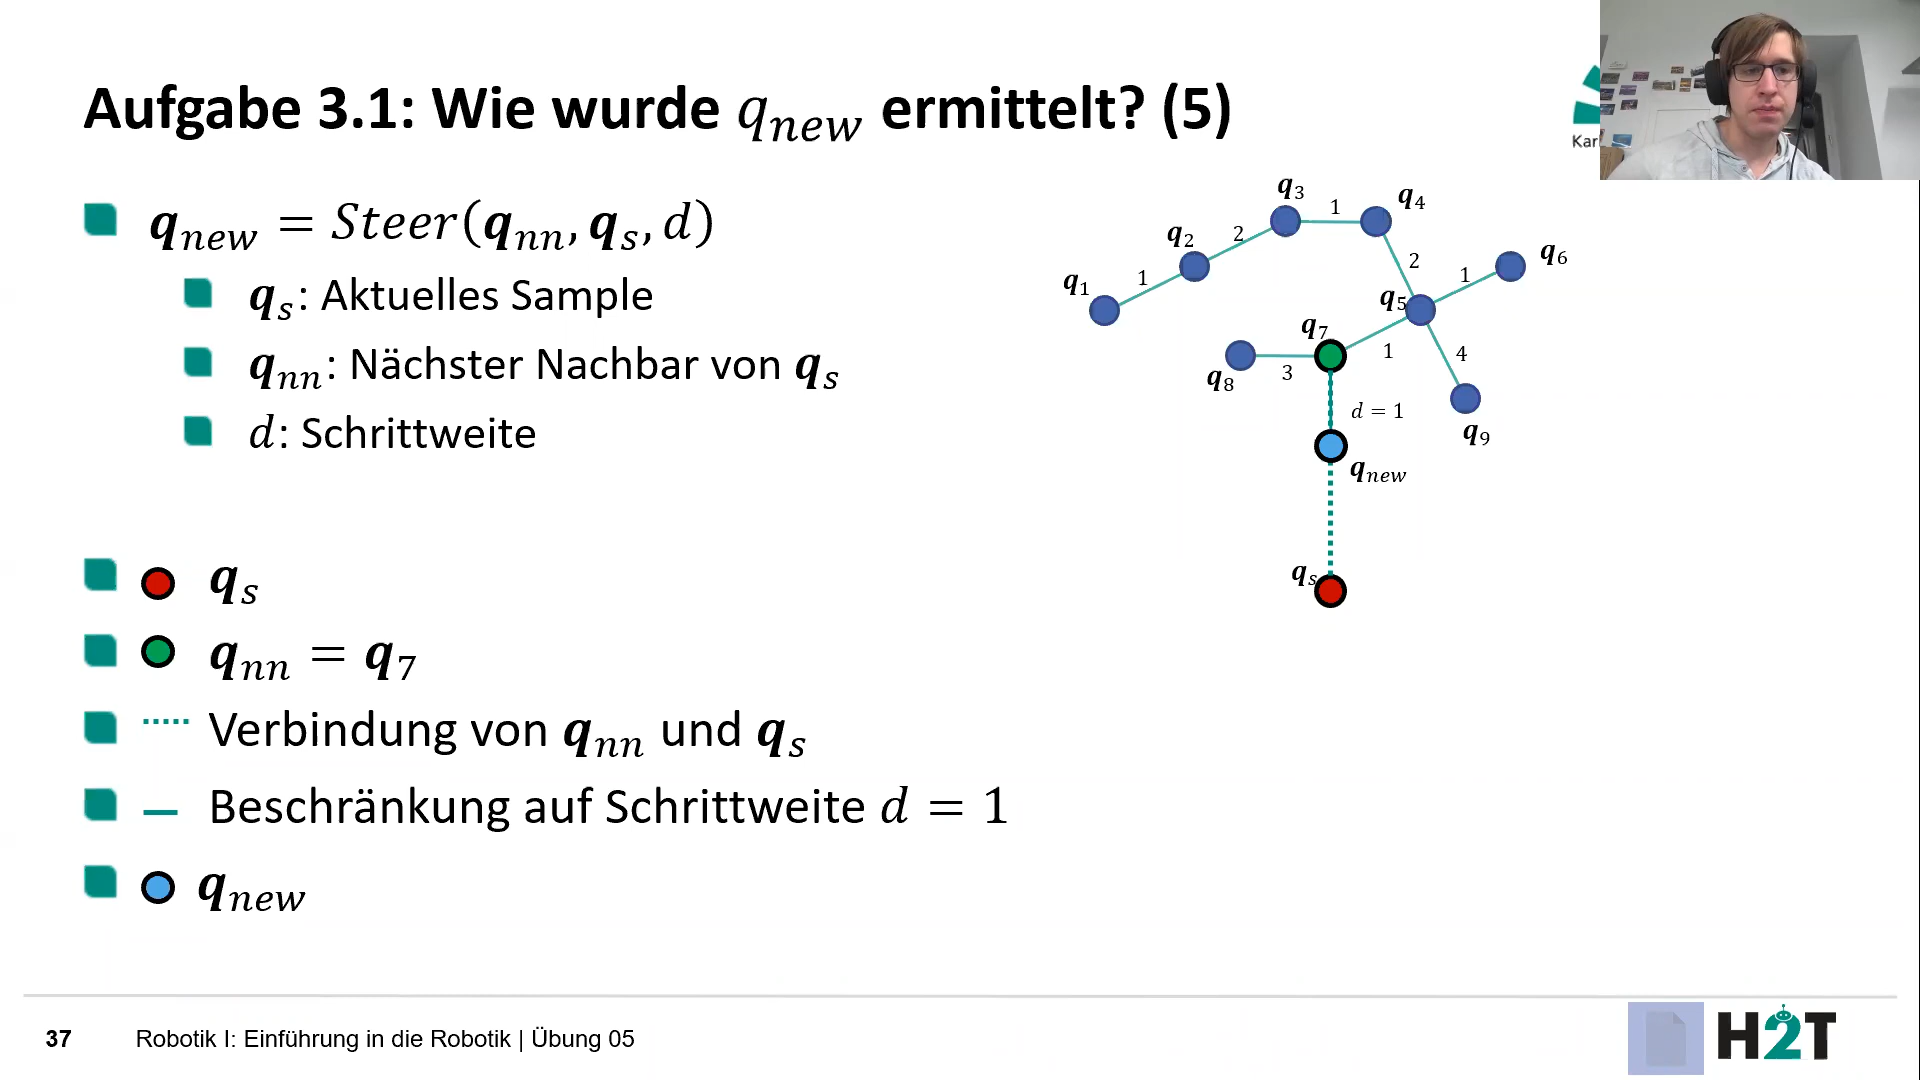 Aufgabe 3.1: Wie wurde q_new ermittelt? (5)
Kar
q_new = Steer(q_nn, q_s, d)
q_s: Aktuelles Sample
q_nn: Nächster Nachbar von q_s
d: Schrittweite
q_s
q_nn = q_7
Verbindung von q_nn und q_s
Beschränkung auf Schrittweite d = 1
q_new
q_3
1
q_4
q_2
2
2
q_6
q_1
1
1
q_5
q_7
1
4
q_8
3
d = 1
q_9
q_new
q_s
37
Robotik I: Einführung in die Robotik | Übung 05
H2T